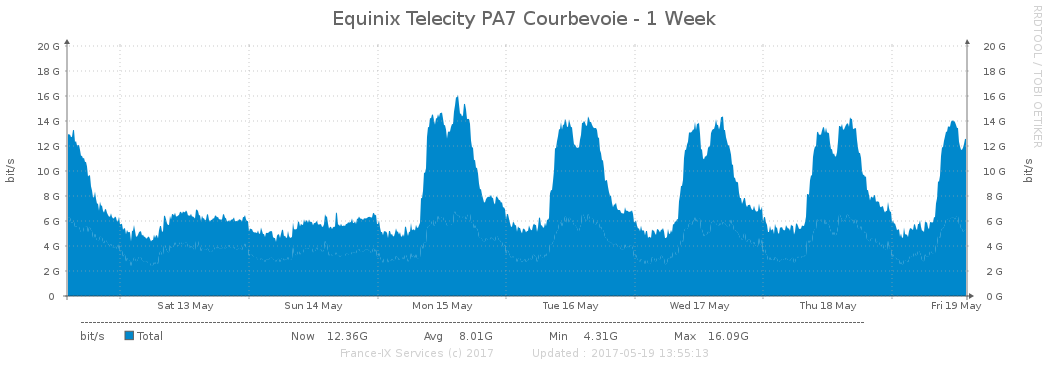 Equinix Telecity PA7 Courbevoie - 1 Week
RRDTOOL / TOBI OETIKER
bit/s
bit/s
20 G 20 G
18 G 18 G
16 G 16 G
14 G 14 G
12 G 12 G
10 G 10 G
8 G 8 G
6 G 6 G
4 G 4 G
2 G 2 G
0 0 G
Sat 13 May Sun 14 May Mon 15 May Tue 16 May Wed 17 May Thu 18 May Fri 19 May
bit/s Total Now 12.36G Avg 8.01G Min 4.31G Max 16.09G
France-IX Services (c) 2017 Updated : 2017-05-19 13:55:13